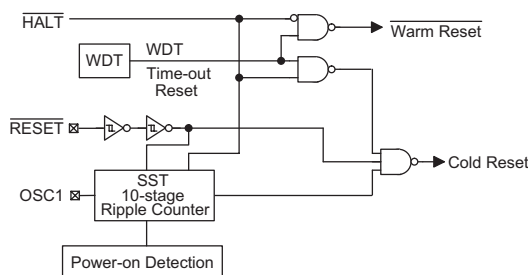 HALT
WDT
WDT
Time-out
Reset
Warm Reset
RESET
Cold Reset
OSC1
SST
10-stage
Ripple Counter
Power-on Detection